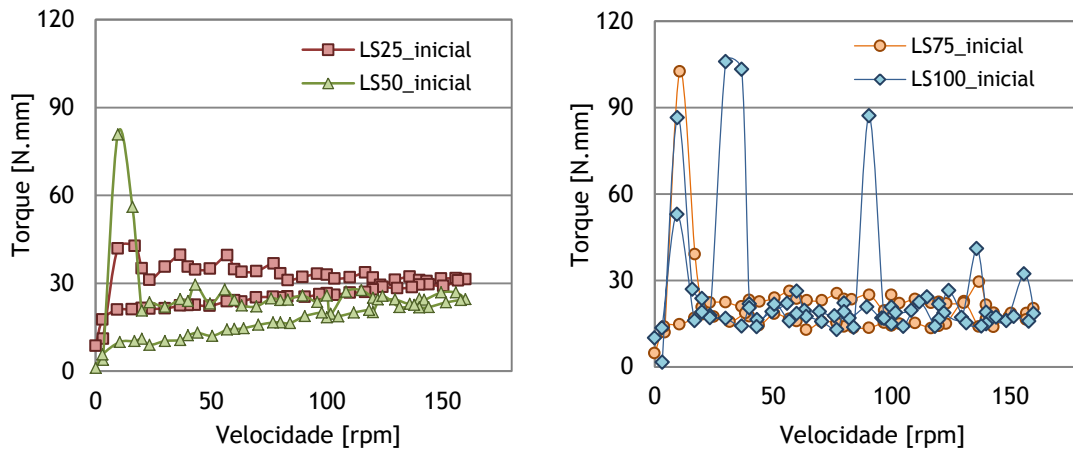 120
90
60
30
0
0
50
100
150
Torque [N.mm]
Velocidade [rpm]
LS25_inicial
LS50_inicial
120
90
60
30
0
0
50
100
150
Torque [N.mm]
Velocidade [rpm]
LS75_inicial
LS100_inicial